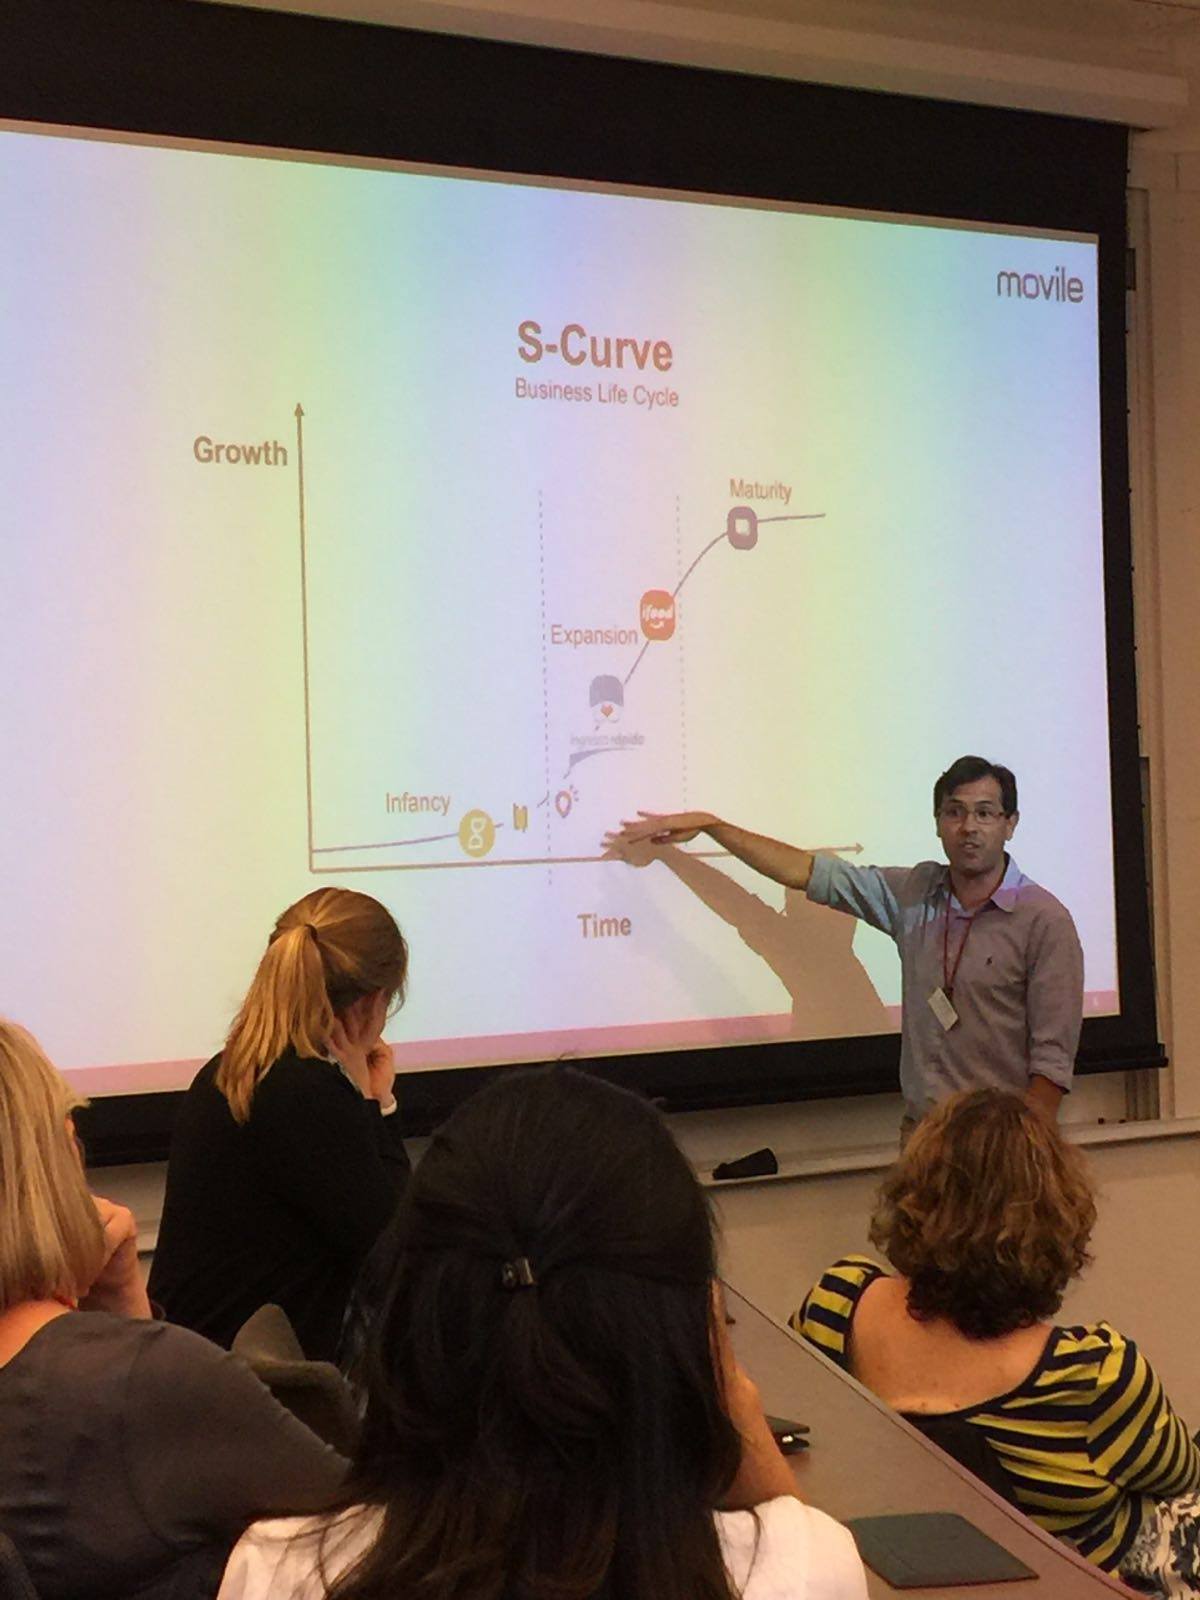 movile
S-Curve
Business Life Cycle
Growth
Maturity
ifood
Expansion
Infancy
Time